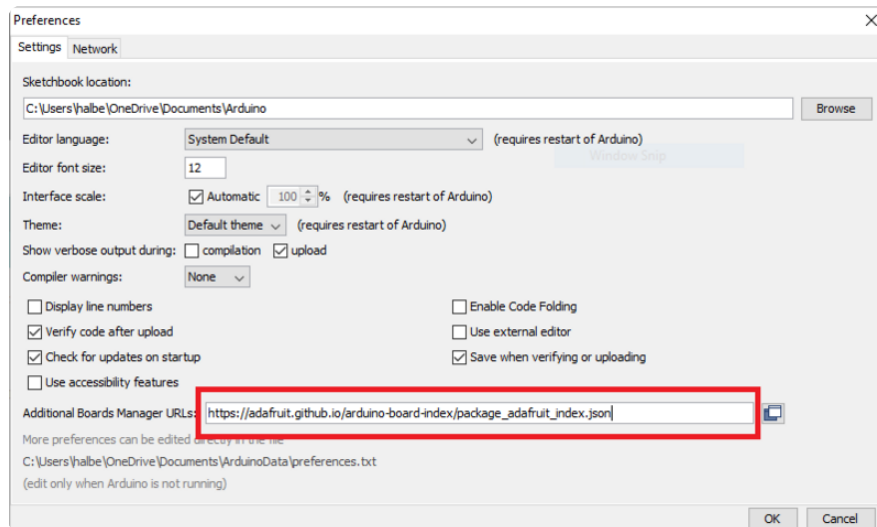 Preferences
Settings Network
Sketchbook location:
C:\Users\halbe\OneDrive\Documents\Arduino Browse
Editor language: System Default (requires restart of Arduino)
Window Snip
Editor font size: 12
Interface scale: Automatic 100 % (requires restart of Arduino)
Theme: Default theme (requires restart of Arduino)
Show verbose output during: compilation upload
Compiler warnings: None
Display line numbers Enable Code Folding
Verify code after upload Use external editor
Check for updates on startup Save when verifying or uploading
Use accessibility features
Additional Boards Manager URLs: https://adafruit.github.io/arduino-board-index/package_adafruit_index.json
More preferences can be edited directly in the file
C:\Users\halbe\OneDrive\Documents\ArduinoData\preferences.txt
(edit only when Arduino is not running)
OK Cancel